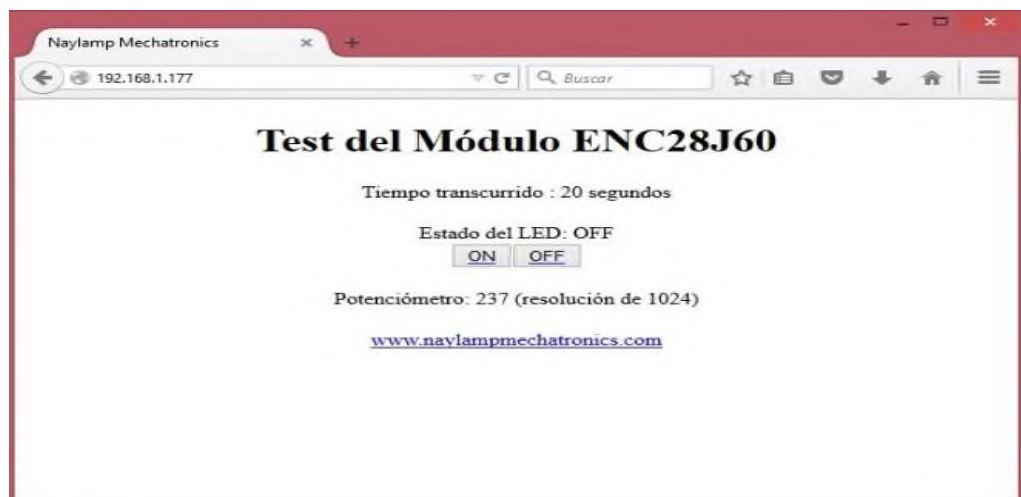 Naylamp Mechatronics
192.168.1.177
Buscar
Test del Módulo ENC28J60
Tiempo transcurrido : 20 segundos
Estado del LED: OFF
ON OFF
Potenciómetro: 237 (resolución de 1024)
www.naylampmechatronics.com